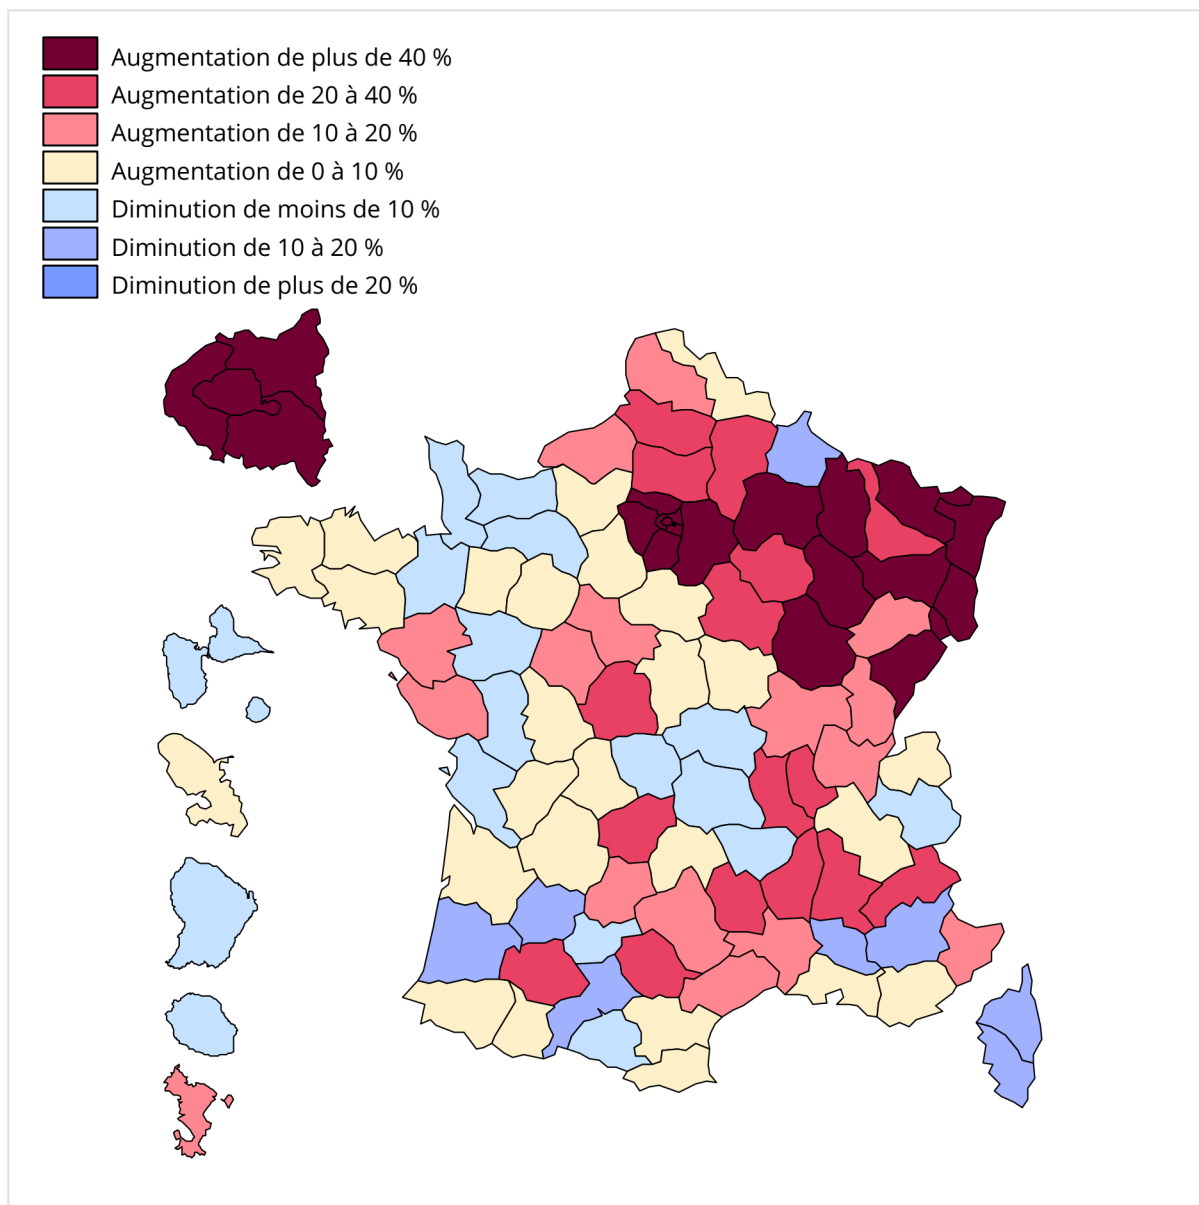 Augmentation de plus de 40 %
Augmentation de 20 à 40 %
Augmentation de 10 à 20 %
Augmentation de 0 à 10 %
Diminution de moins de 10 %
Diminution de 10 à 20 %
Diminution de plus de 20 %